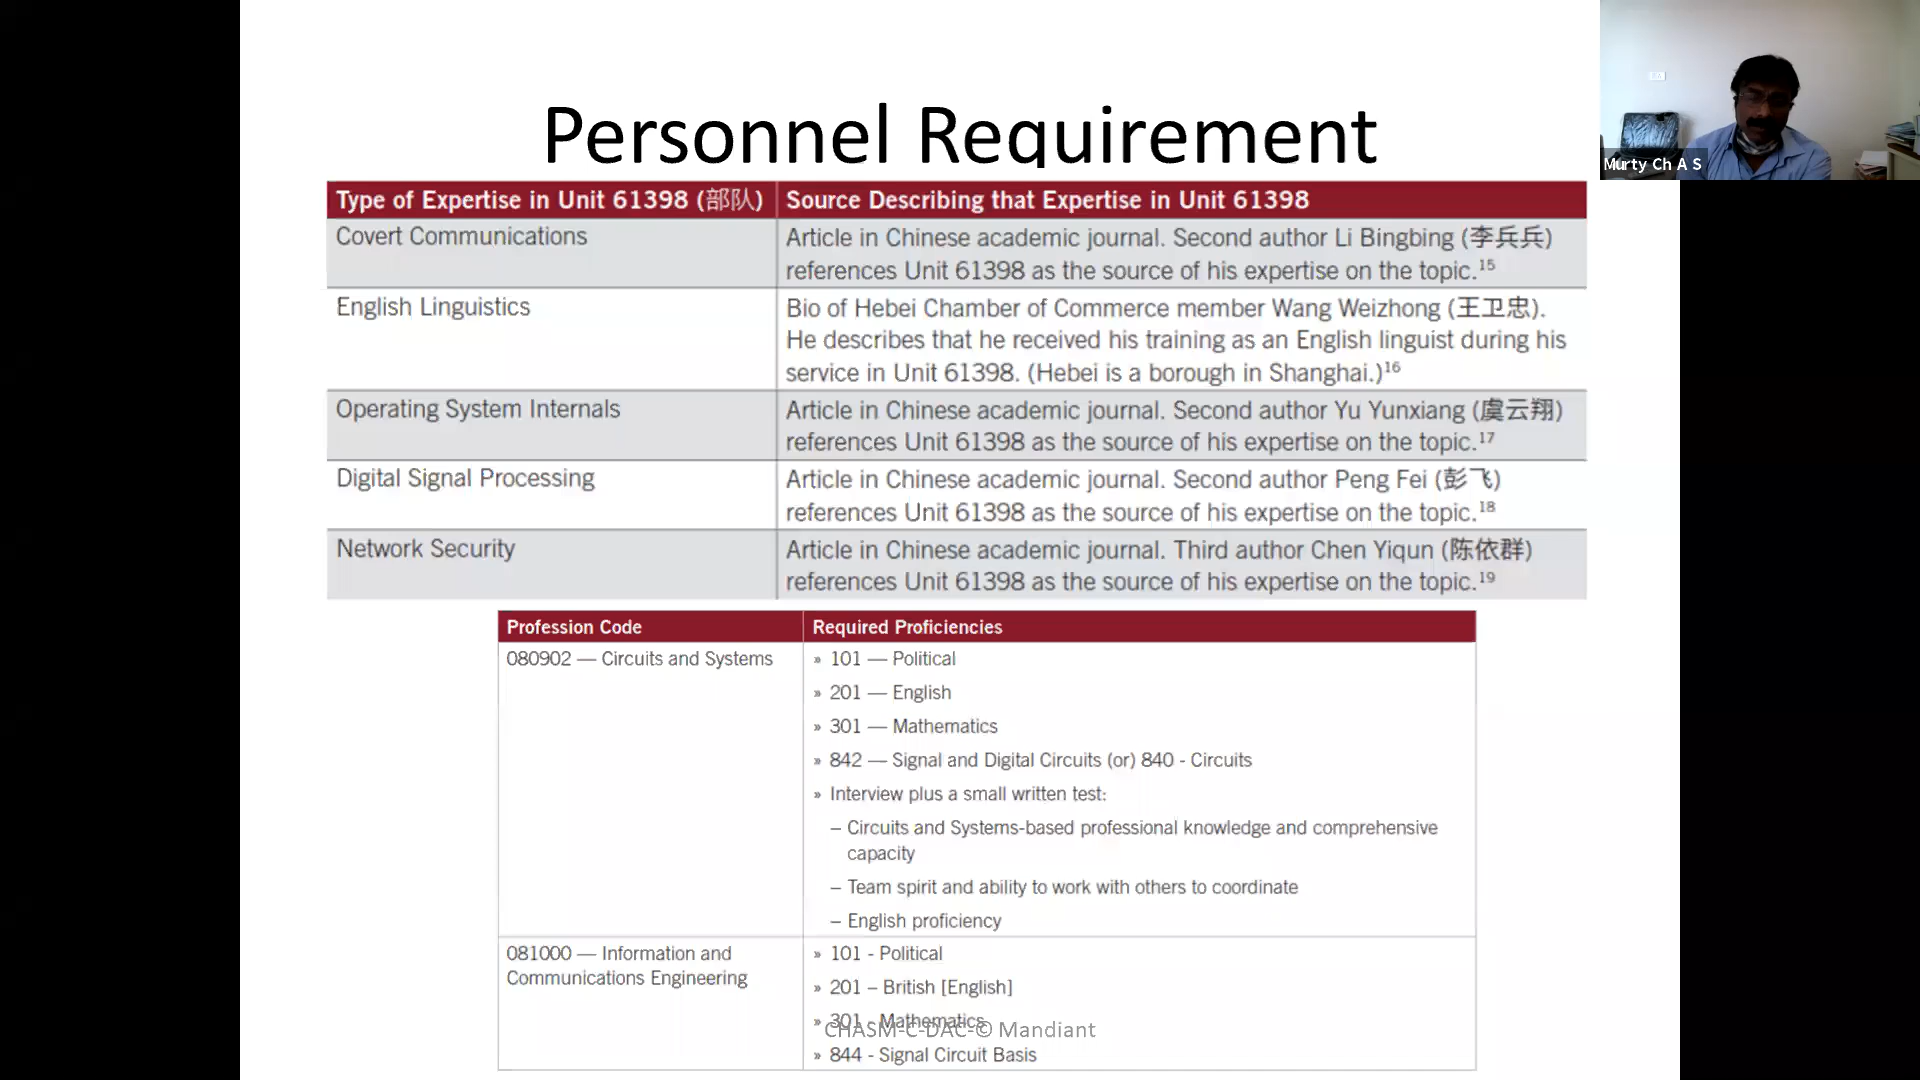 Personnel Requirement
Murty Ch A S
Type of Expertise in Unit 61398 (部队) Source Describing that Expertise in Unit 61398
Covert Communications Article in Chinese academic journal. Second author Li Bingbing (李兵兵)
references Unit 61398 as the source of his expertise on the topic.15
English Linguistics Bio of Hebei Chamber of Commerce member Wang Weizhong (王卫忠).
He describes that he received his training as an English linguist during his
service in Unit 61398. (Hebei is a borough in Shanghai.)16
Operating System Internals Article in Chinese academic journal. Second author Yu Yunxiang (虞云翔)
references Unit 61398 as the source of his expertise on the topic.17
Digital Signal Processing Article in Chinese academic journal. Second author Peng Fei (彭飞)
references Unit 61398 as the source of his expertise on the topic.18
Network Security Article in Chinese academic journal. Third author Chen Yiqun (陈依群)
references Unit 61398 as the source of his expertise on the topic.19
Profession Code Required Proficiencies
080902 — Circuits and Systems » 101 — Political
» 201 — English
» 301 — Mathematics
» 842 — Signal and Digital Circuits (or) 840 - Circuits
» Interview plus a small written test:
– Circuits and Systems-based professional knowledge and comprehensive
capacity
– Team spirit and ability to work with others to coordinate
– English proficiency
081000 — Information and » 101 - Political
Communications Engineering » 201 – British [English]
» 301 - Mathematics
CHASM-C-DAC-© Mandiant
» 844 - Signal Circuit Basis